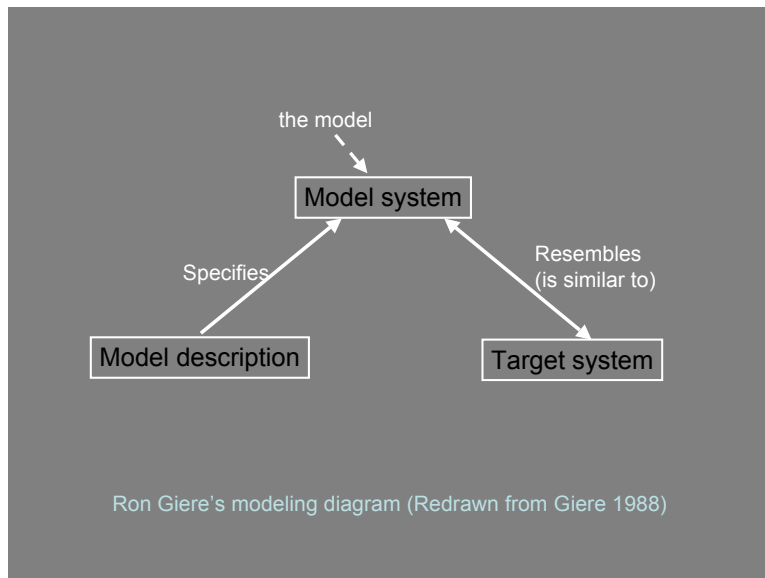 the model
Model system
Specifies
Resembles
(is similar to)
Model description
Target system
Ron Giere’s modeling diagram (Redrawn from Giere 1988)